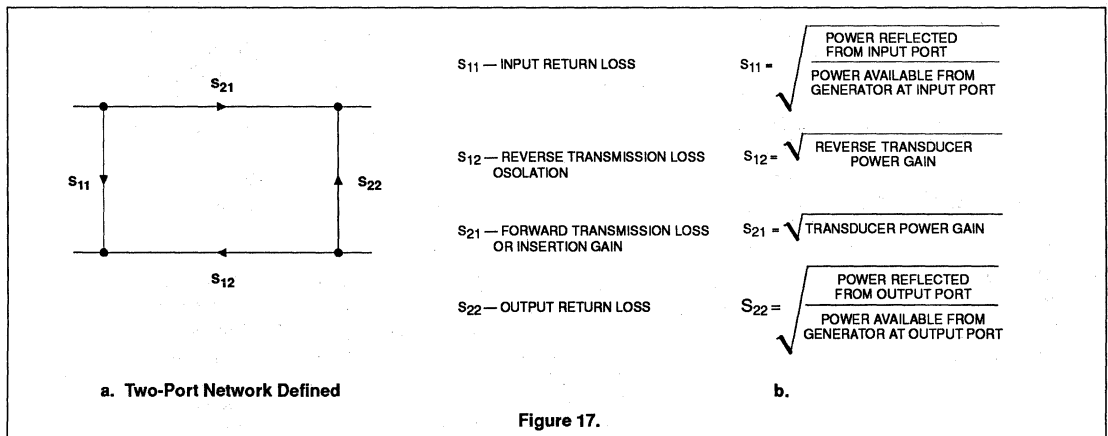 S21
S11
S22
S12
a. Two-Port Network Defined
S11 — INPUT RETURN LOSS
S11 = √ POWER REFLECTED
FROM INPUT PORT
POWER AVAILABLE FROM
GENERATOR AT INPUT PORT
S12 — REVERSE TRANSMISSION LOSS
OSOLATION
S12 = √ REVERSE TRANSDUCER
POWER GAIN
S21 — FORWARD TRANSMISSION LOSS
OR INSERTION GAIN
S21 = √ TRANSDUCER POWER GAIN
S22 — OUTPUT RETURN LOSS
S22 = √ POWER REFLECTED
FROM OUTPUT PORT
POWER AVAILABLE FROM
GENERATOR AT OUTPUT PORT
b.
Figure 17.